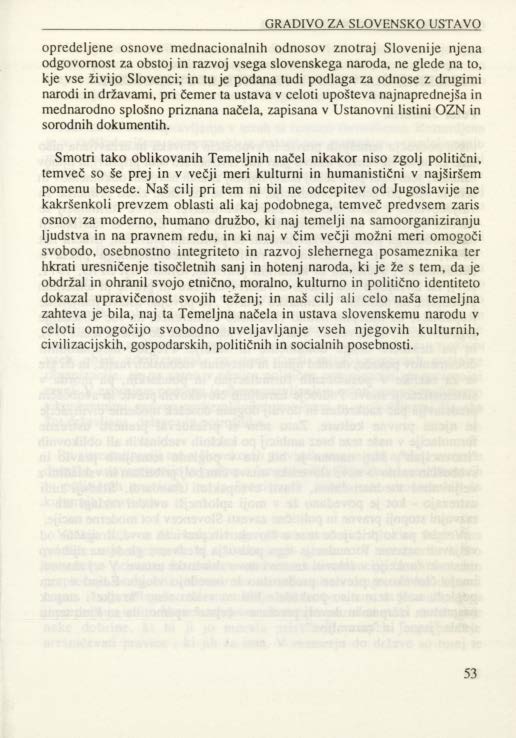 GRADIVO ZA SLOVENSKO USTAVO
opredeljene osnove mednacionalnih odnosov znotraj Slovenije njena
odgovornost za obstoj in razvoj vsega slovenskega naroda, ne glede na to,
kje vse živijo Slovenci; in tu je podana tudi podlaga za odnose z drugimi
narodi in državami, pri čemer ta ustava v celoti upošteva najnaprednejša in
mednarodno splošno priznana načela, zapisana v Ustanovni listini OZN in
sorodnih dokumentih.
Smotri tako oblikovanih Temeljnih načel nikakor niso zgolj politični,
temveč so še prej in v večji meri kulturni in humanistični v najširšem
pomenu besede. Naš cilj pri tem ni bil ne odcepitev od Jugoslavije ne
kakršenkoli prevzem oblasti ali kaj podobnega, temveč predvsem zaris
osnov za moderno, humano družbo, ki naj temelji na samoorganiziranju
ljudstva in na pravnem redu, in ki naj v čim večji možni meri omogoči
svobodo, osebnostno integriteto in razvoj slehernega posameznika ter
hkrati uresničenje tisočletnih sanj in hotenj naroda, ki je že s tem, da je
obdržal in ohranil svojo etnično, moralno, kulturno in politično identiteto
dokazal upravičenost svojih teženj; in naš cilj ali celo naša temeljna
zahteva je bila, naj ta Temeljna načela in ustava slovenskemu narodu v
celoti omogočijo svobodno uveljavljanje vseh njegovih kulturnih,
civilizacijskih, gospodarskih, političnih in socialnih posebnosti.
53